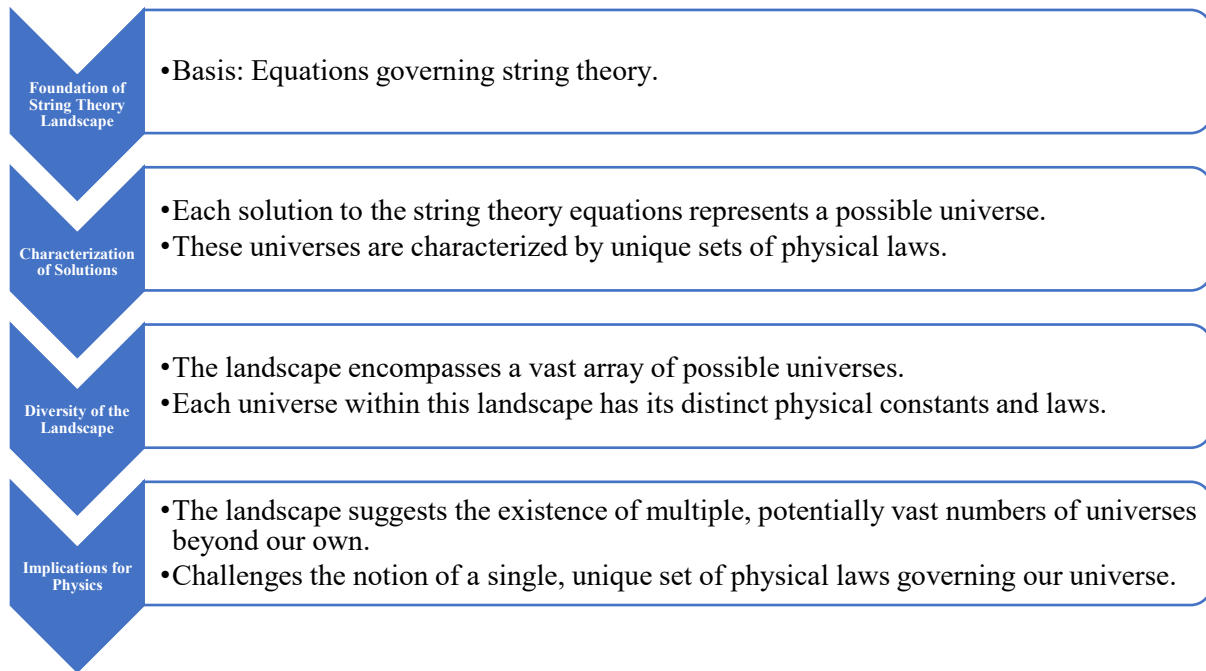 Foundation of
String Theory
Landscape
•Basis: Equations governing string theory.
Characterization
of Solutions
•Each solution to the string theory equations represents a possible universe.
•These universes are characterized by unique sets of physical laws.
Diversity of the
Landscape
•The landscape encompasses a vast array of possible universes.
•Each universe within this landscape has its distinct physical constants and laws.
Implications for
Physics
•The landscape suggests the existence of multiple, potentially vast numbers of universes
beyond our own.
•Challenges the notion of a single, unique set of physical laws governing our universe.